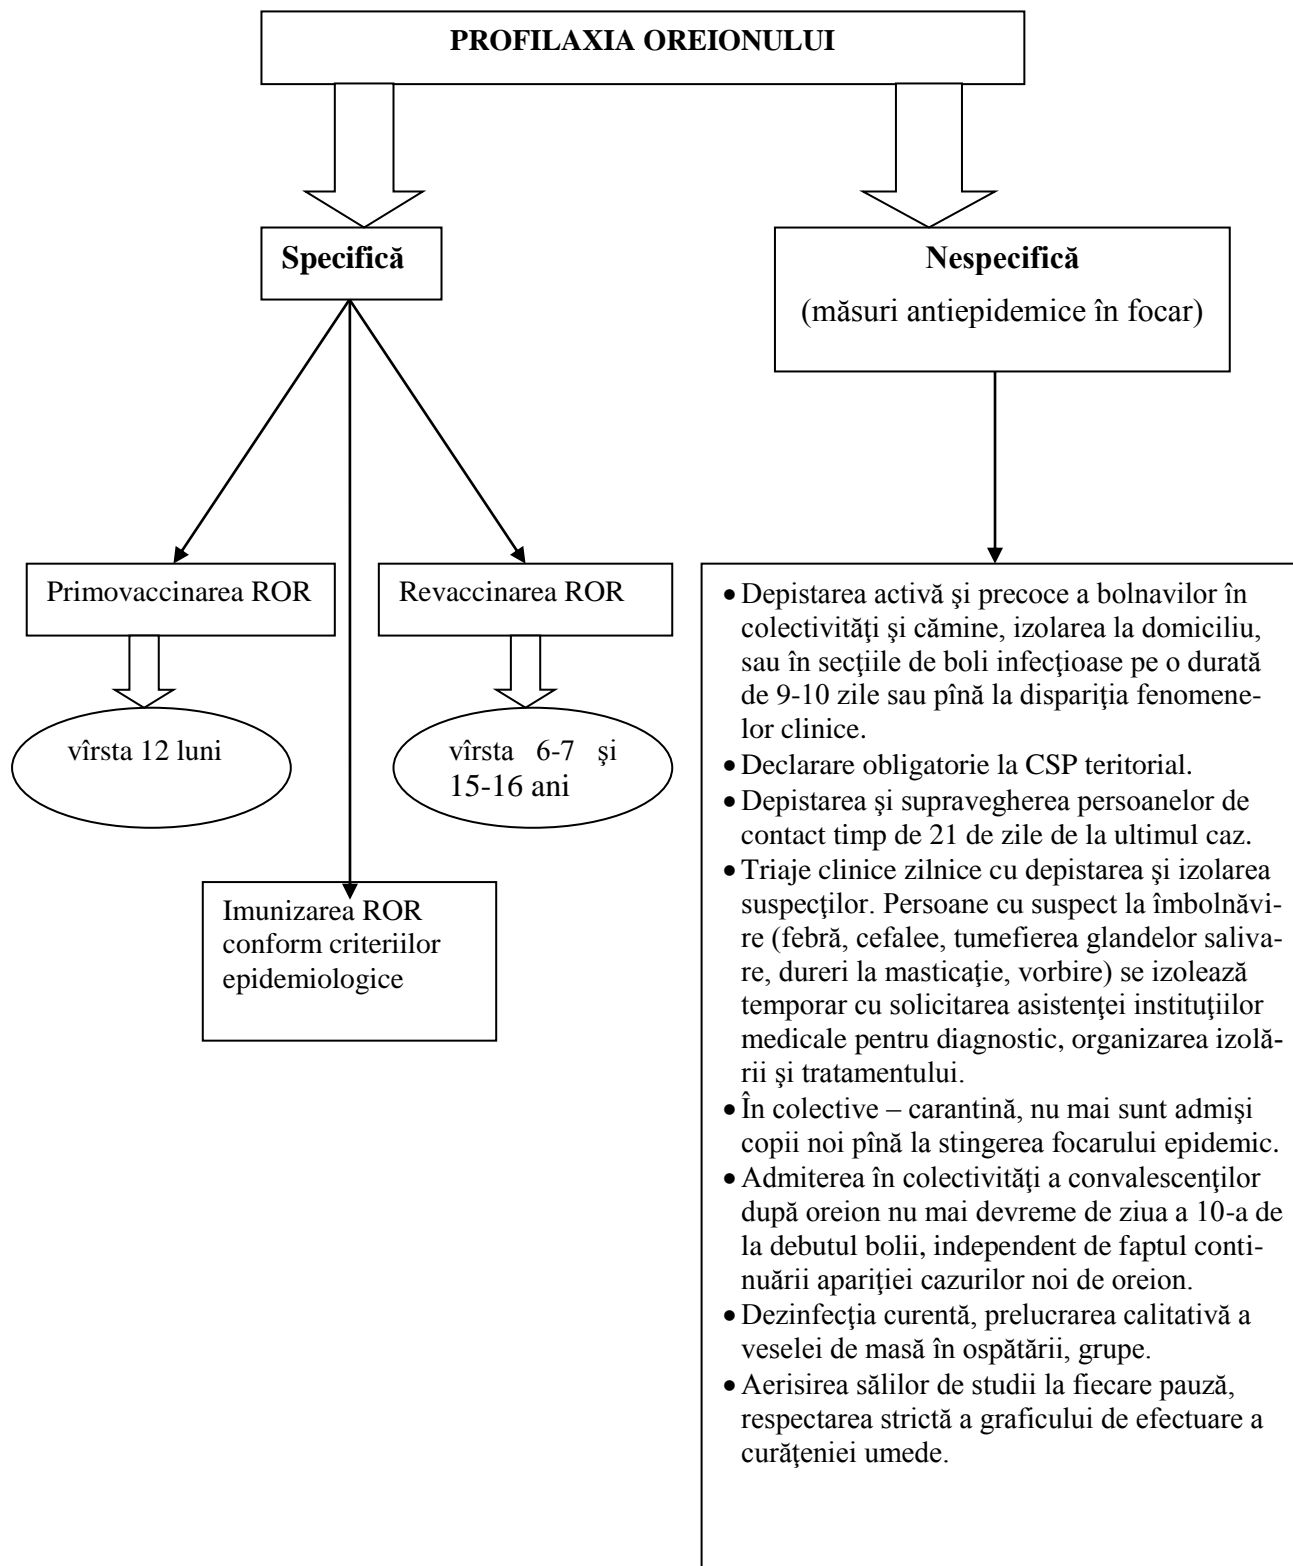 PROFILAXIA OREIONULUI
Specifică
Nespecifică
(măsuri antiepidemice în focar)
Primovaccinarea ROR
Revaccinarea ROR
vîrsta 12 luni
vîrsta 6-7 şi
15-16 ani
Imunizarea ROR
conform criteriilor
epidemiologice
• Depistarea activă şi precoce a bolnavilor în
colectivităţi şi cămine, izolarea la domiciliu,
sau în secţiile de boli infecţioase pe o durată
de 9-10 zile sau pînă la dispariţia fenomene-
lor clinice.
• Declarare obligatorie la CSP teritorial.
• Depistarea şi supravegherea persoanelor de
contact timp de 21 de zile de la ultimul caz.
• Triaje clinice zilnice cu depistarea şi izolarea
suspecţilor. Persoane cu suspect la îmbolnăvi-
re (febră, cefalee, tumefierea glandelor saliva-
re, dureri la masticaţie, vorbire) se izolează
temporar cu solicitarea asistenţei instituţiilor
medicale pentru diagnostic, organizarea izolă-
rii şi tratamentului.
• În colective – carantină, nu mai sunt admişi
copii noi pînă la stingerea focarului epidemic.
• Admiterea în colectivităţi a convalescenţilor
după oreion nu mai devreme de ziua a 10-a de
la debutul bolii, independent de faptul conti-
nuării apariţiei cazurilor noi de oreion.
• Dezinfecţia curentă, prelucrarea calitativă a
veselei de masă în ospătării, grupe.
• Aerisirea sălilor de studii la fiecare pauză,
respectarea strictă a graficului de efectuare a
curăţeniei umede.